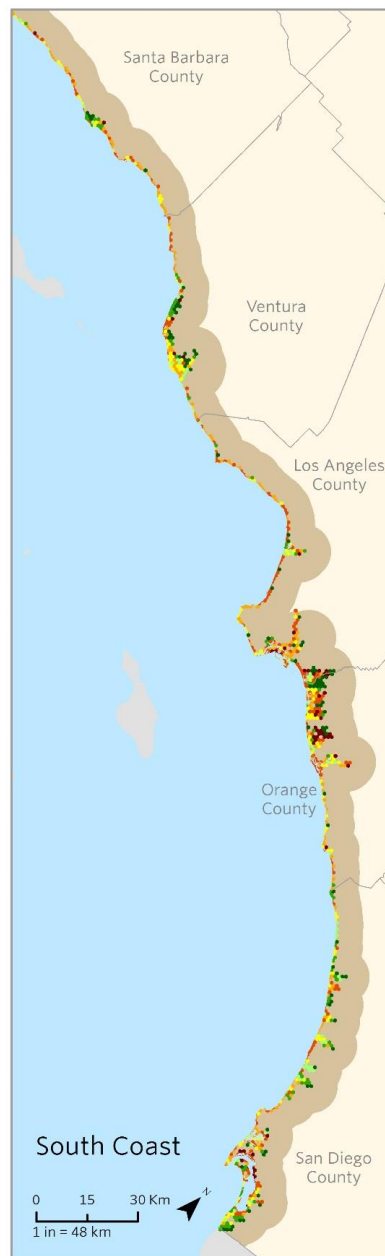 Santa Barbara
County
Ventura
County
Los Angeles
County
Orange
County
South Coast
San Diego
County
0 15 30 Km
N
1 in = 48 km